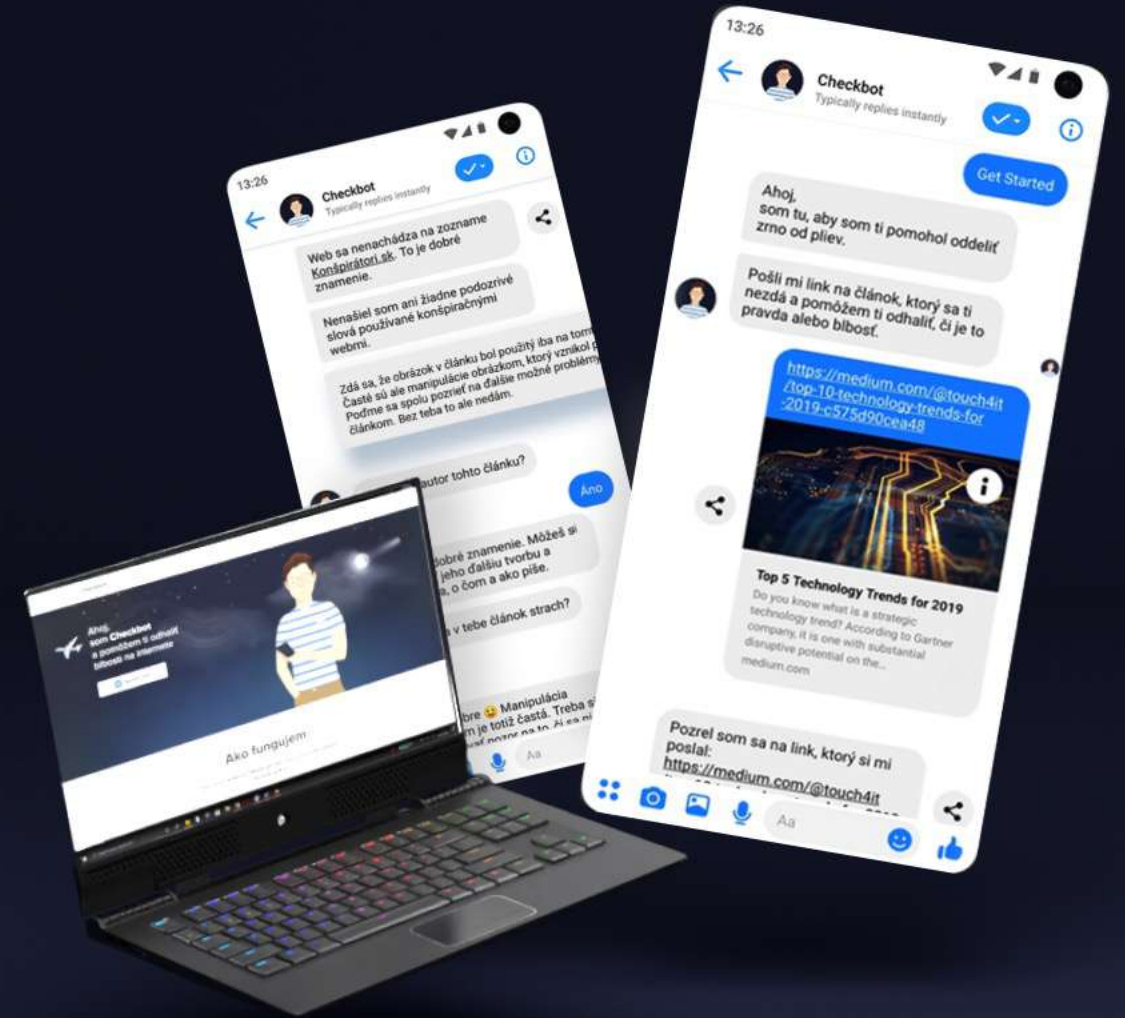 13:26
Checkbot
Typically replies instantly
Web sa nenachádza na zozname
Konšpirátori.sk. To je dobré
znamenie.
Nenašiel som ani žiadne podozrivé
slová používané konšpiračnými
webmi.
Zdá sa, že obrázok v článku bol použitý iba na
Časté sú ale manipulácie obrázkom, ktorý vznikol
Poďme sa spolu pozrieť na ďalšie možné problémy
článkom. Bez teba to ale nedám.
autor tohto článku?
Áno
dobré znamenie. Môžeš si
jeho ďalšiu tvorbu a
o čom a ako píše.
v tebe článok strach?
Manipulácia
je totiž častá. Treba
pozor na to, či sa
Aa
13:26
Checkbot
Typically replies instantly
Get Started
Ahoj,
som tu, aby som ti pomohol oddeliť
zrno od pliev.
Pošli mi link na článok, ktorý sa ti
nezdá a pomôžem ti odhaliť, či je to
pravda alebo blbosť.
https://medium.com/@touch4it
/top-10-technology-trends-for
-2019-c575d90cea48
Top 5 Technology Trends for 2019
Do you know what is a strategic
technology trend? According to Gartner
company, it is one with substantial
disruptive potential on the...
medium.com
Pozrel som sa na link, ktorý si mi
poslal:
https://medium.com/@touch4it
Aa
Ahoj,
som Checkbot
a pomôžem ti odhaliť
blbosti na internete
Ako fungujem